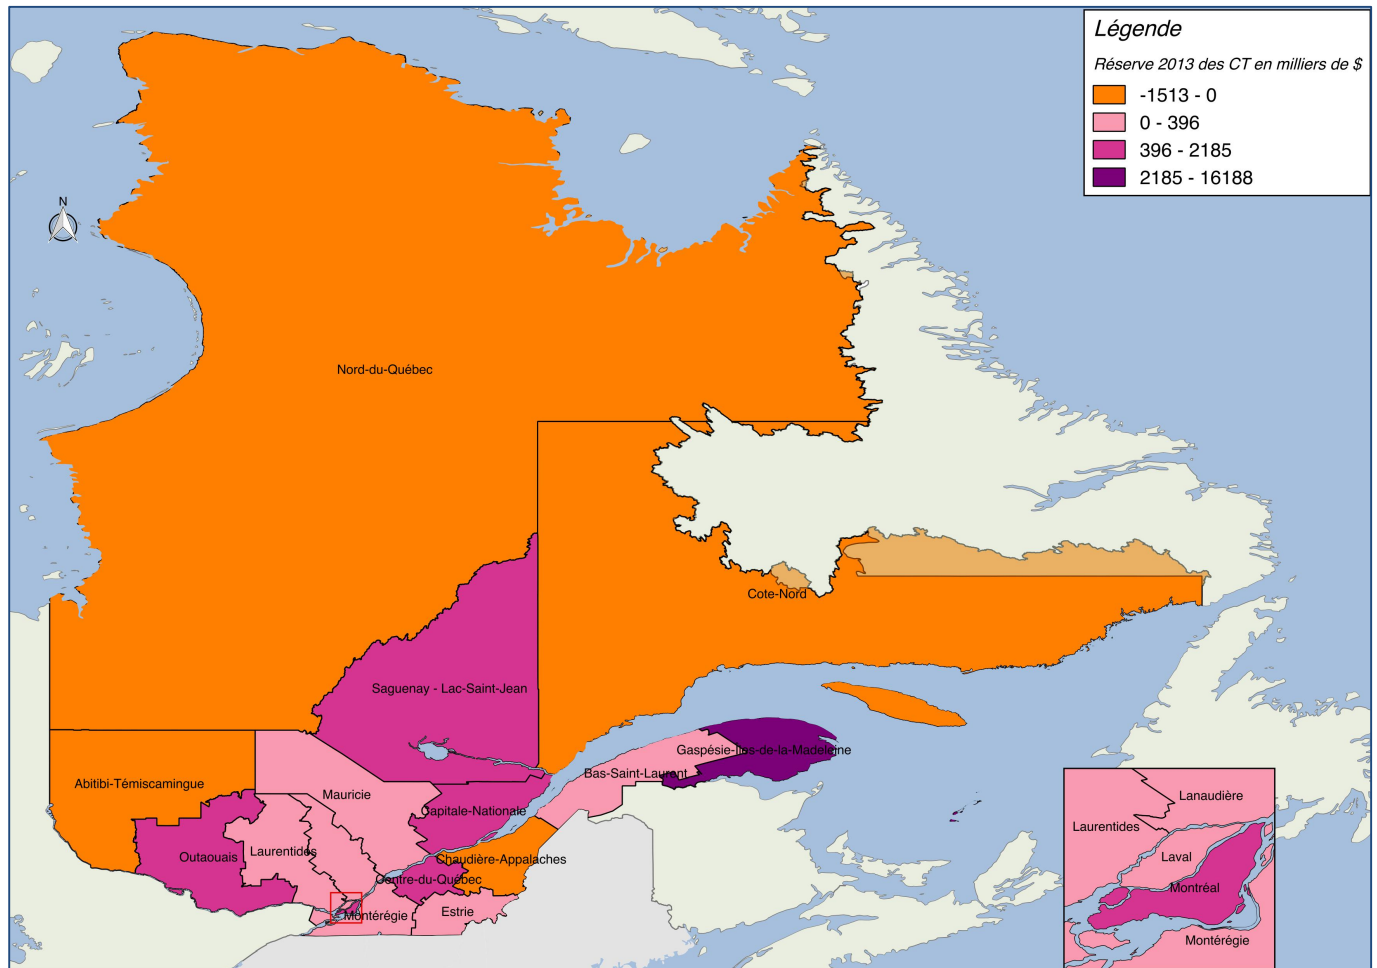 Légende
Réserve 2013 des CT en milliers de $
-1513 - 0
0 - 396
396 - 2185
2185 - 16188
N
Nord-du-Québec
Cote-Nord
Saguenay - Lac-Saint-Jean
Gaspésie-Iles-de-la-Madeleine
Bas-Saint-Laurent
Abitibi-Témiscamingue
Mauricie
Capitale-Nationale
Outaouais
Laurentides
Chaudière-Appalaches
Centre-du-Québec
Montérégie
Estrie
Lanaudière
Laurentides
Laval
Montréal
Montérégie